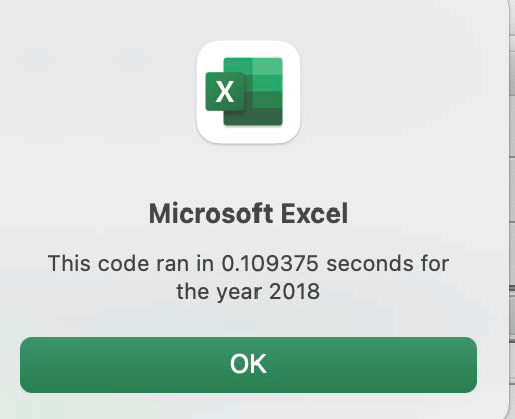 X
Microsoft Excel
This code ran in 0.109375 seconds for
the year 2018
OK